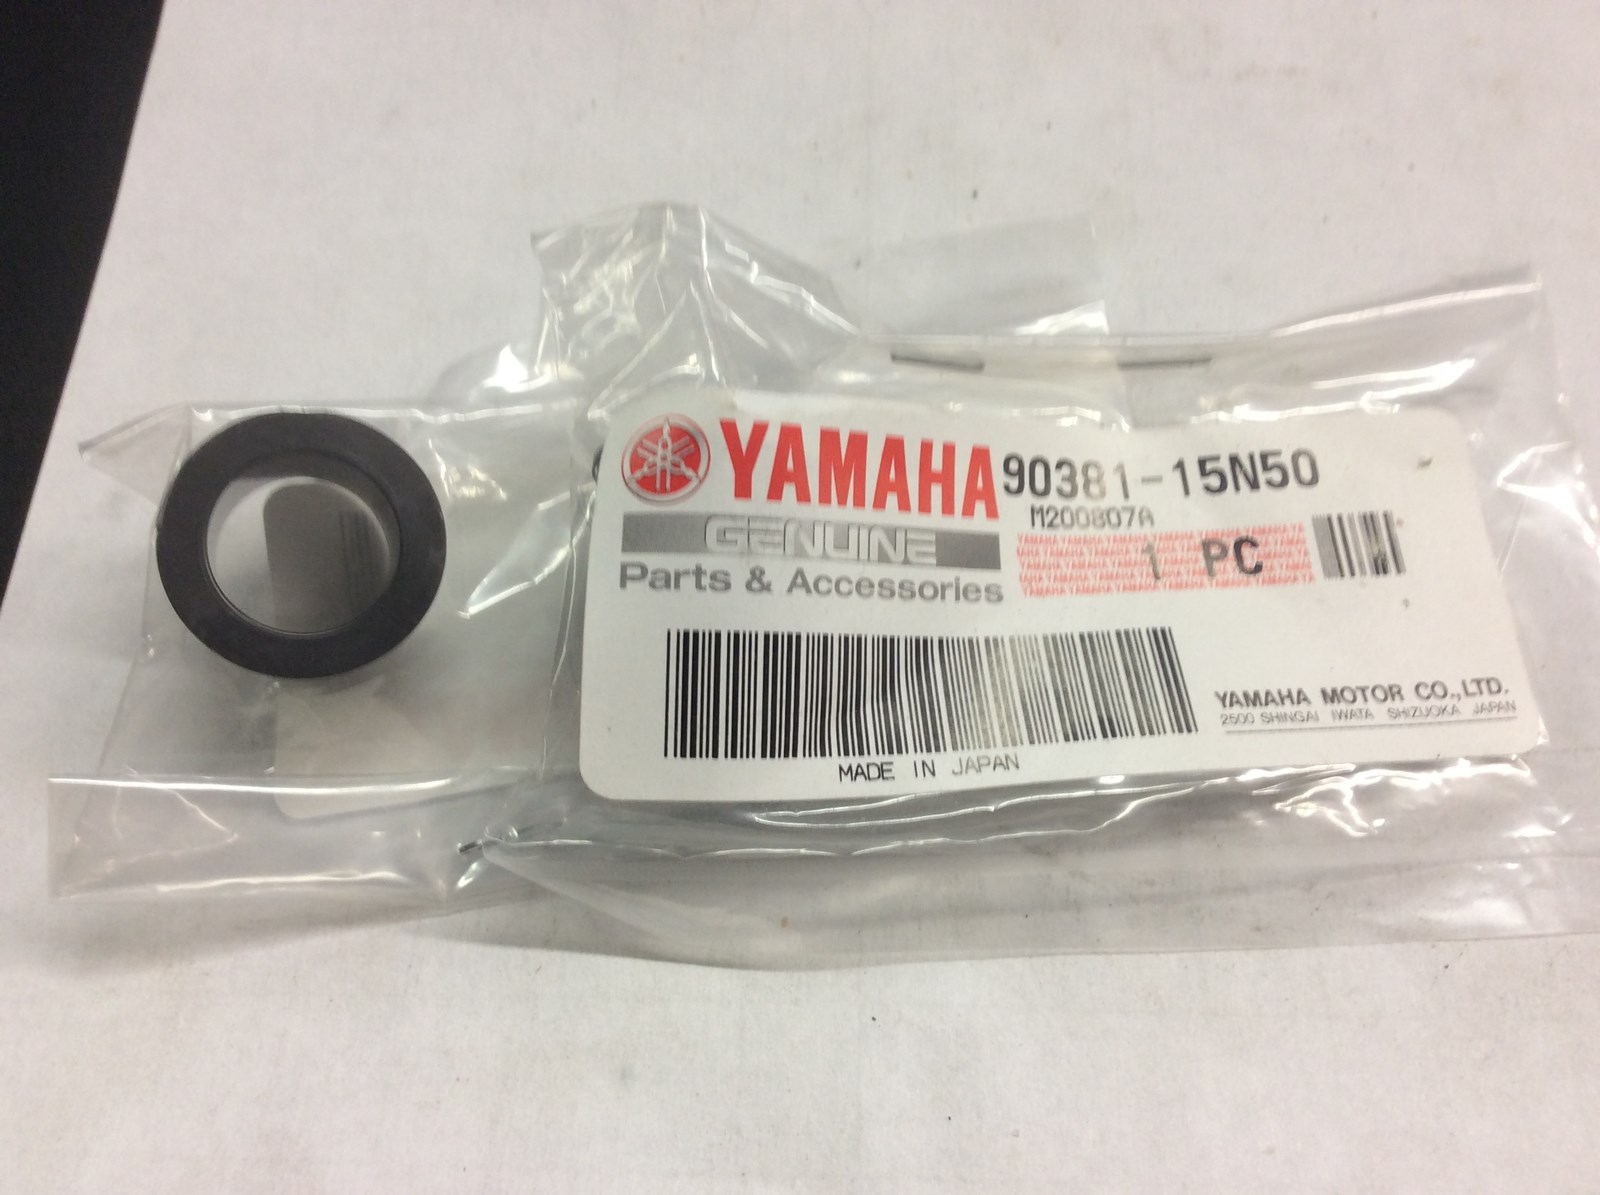 YAMAHA 90381-15N50
M200807A
GENUINE
1 PC
Parts & Accessories
YAMAHA MOTOR CO.,LTD.
2500 SHINGAI IWATA SHIZUOKA JAPAN
MADE IN JAPAN